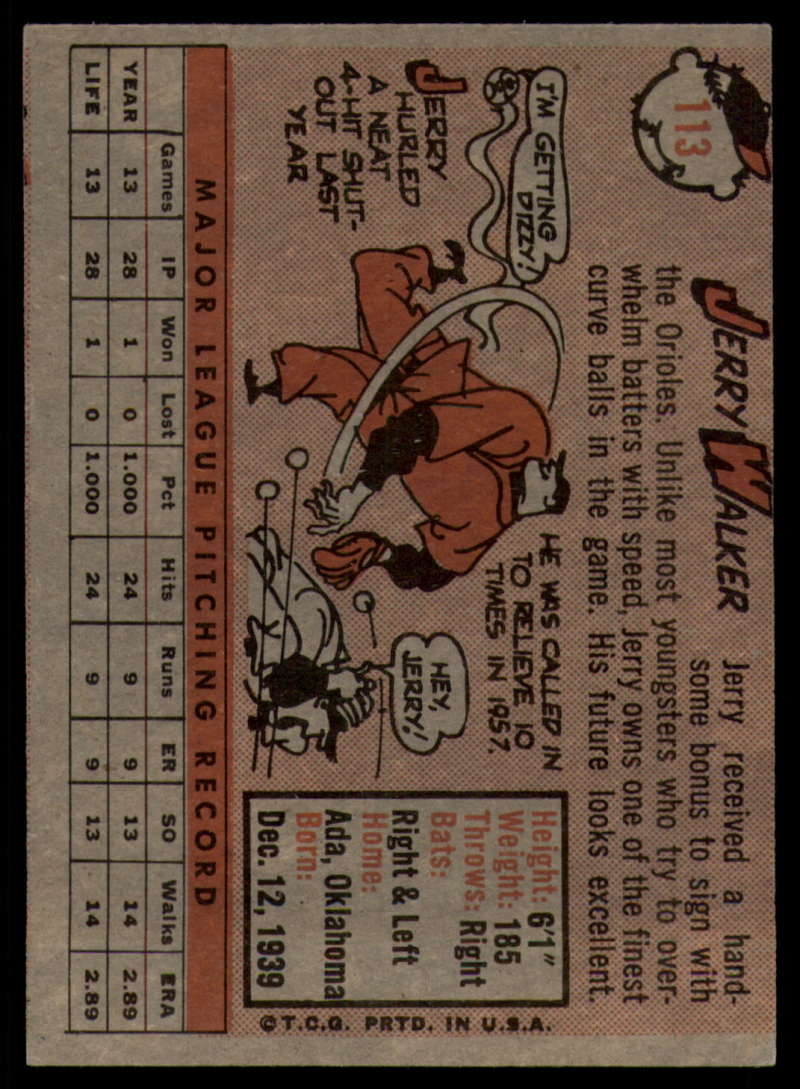 113
JERRY WALKER
Jerry received a hand-
some bonus to sign with
the Orioles. Unlike most youngsters who try to over-
whelm batters with speed, Jerry owns one of the finest
curve balls in the game. His future looks excellent.
I'M GETTING
DIZZY!
JERRY
HURLED
A NEAT
4-HIT SHUT-
OUT LAST
YEAR
HE WAS CALLED IN
TO RELIEVE 10
TIMES IN 1957.
HEY,
JERRY!
Height: 6'1"
Weight: 185
Throws: Right
Bats:
Right & Left
Home:
Ada, Oklahoma
Born:
Dec. 12, 1939
©T.C.G. PRTD. IN U.S.A.
MAJOR LEAGUE PITCHING RECORD
Games IP Won Lost Pct Hits Runs ER SO Walks ERA
YEAR 13 28 1 0 1.000 24 9 9 13 14 2.89
LIFE 13 28 1 0 1.000 24 9 9 13 14 2.89